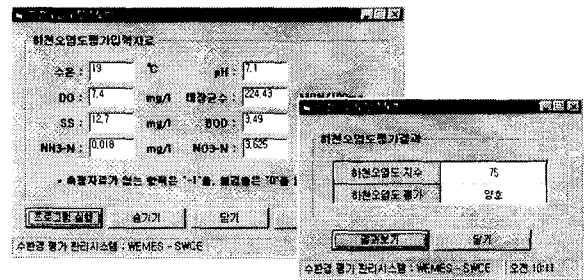 하천오염도평가입력자료
수온 : 19 ℃ pH : 7.1
DO : 7.4 mg/l 대장균수 : 224.43
SS : 12.7 mg/l BOD : 3.49
NH3-N : 0.018 mg/l NO3-N : 3.625
* 측정자료가 없는 항목은 "-1"을, 불검출은 "0"을
프로그램 실행 숨기기 닫기
수환경 평가 관리시스템 : WEMES - SWCE
하천오염도평가결과
하천오염도 지수 75
하천오염도 평가 양호
결과보기 닫기
수환경 평가 관리시스템 : WEMES - SWCE 오전 10:11